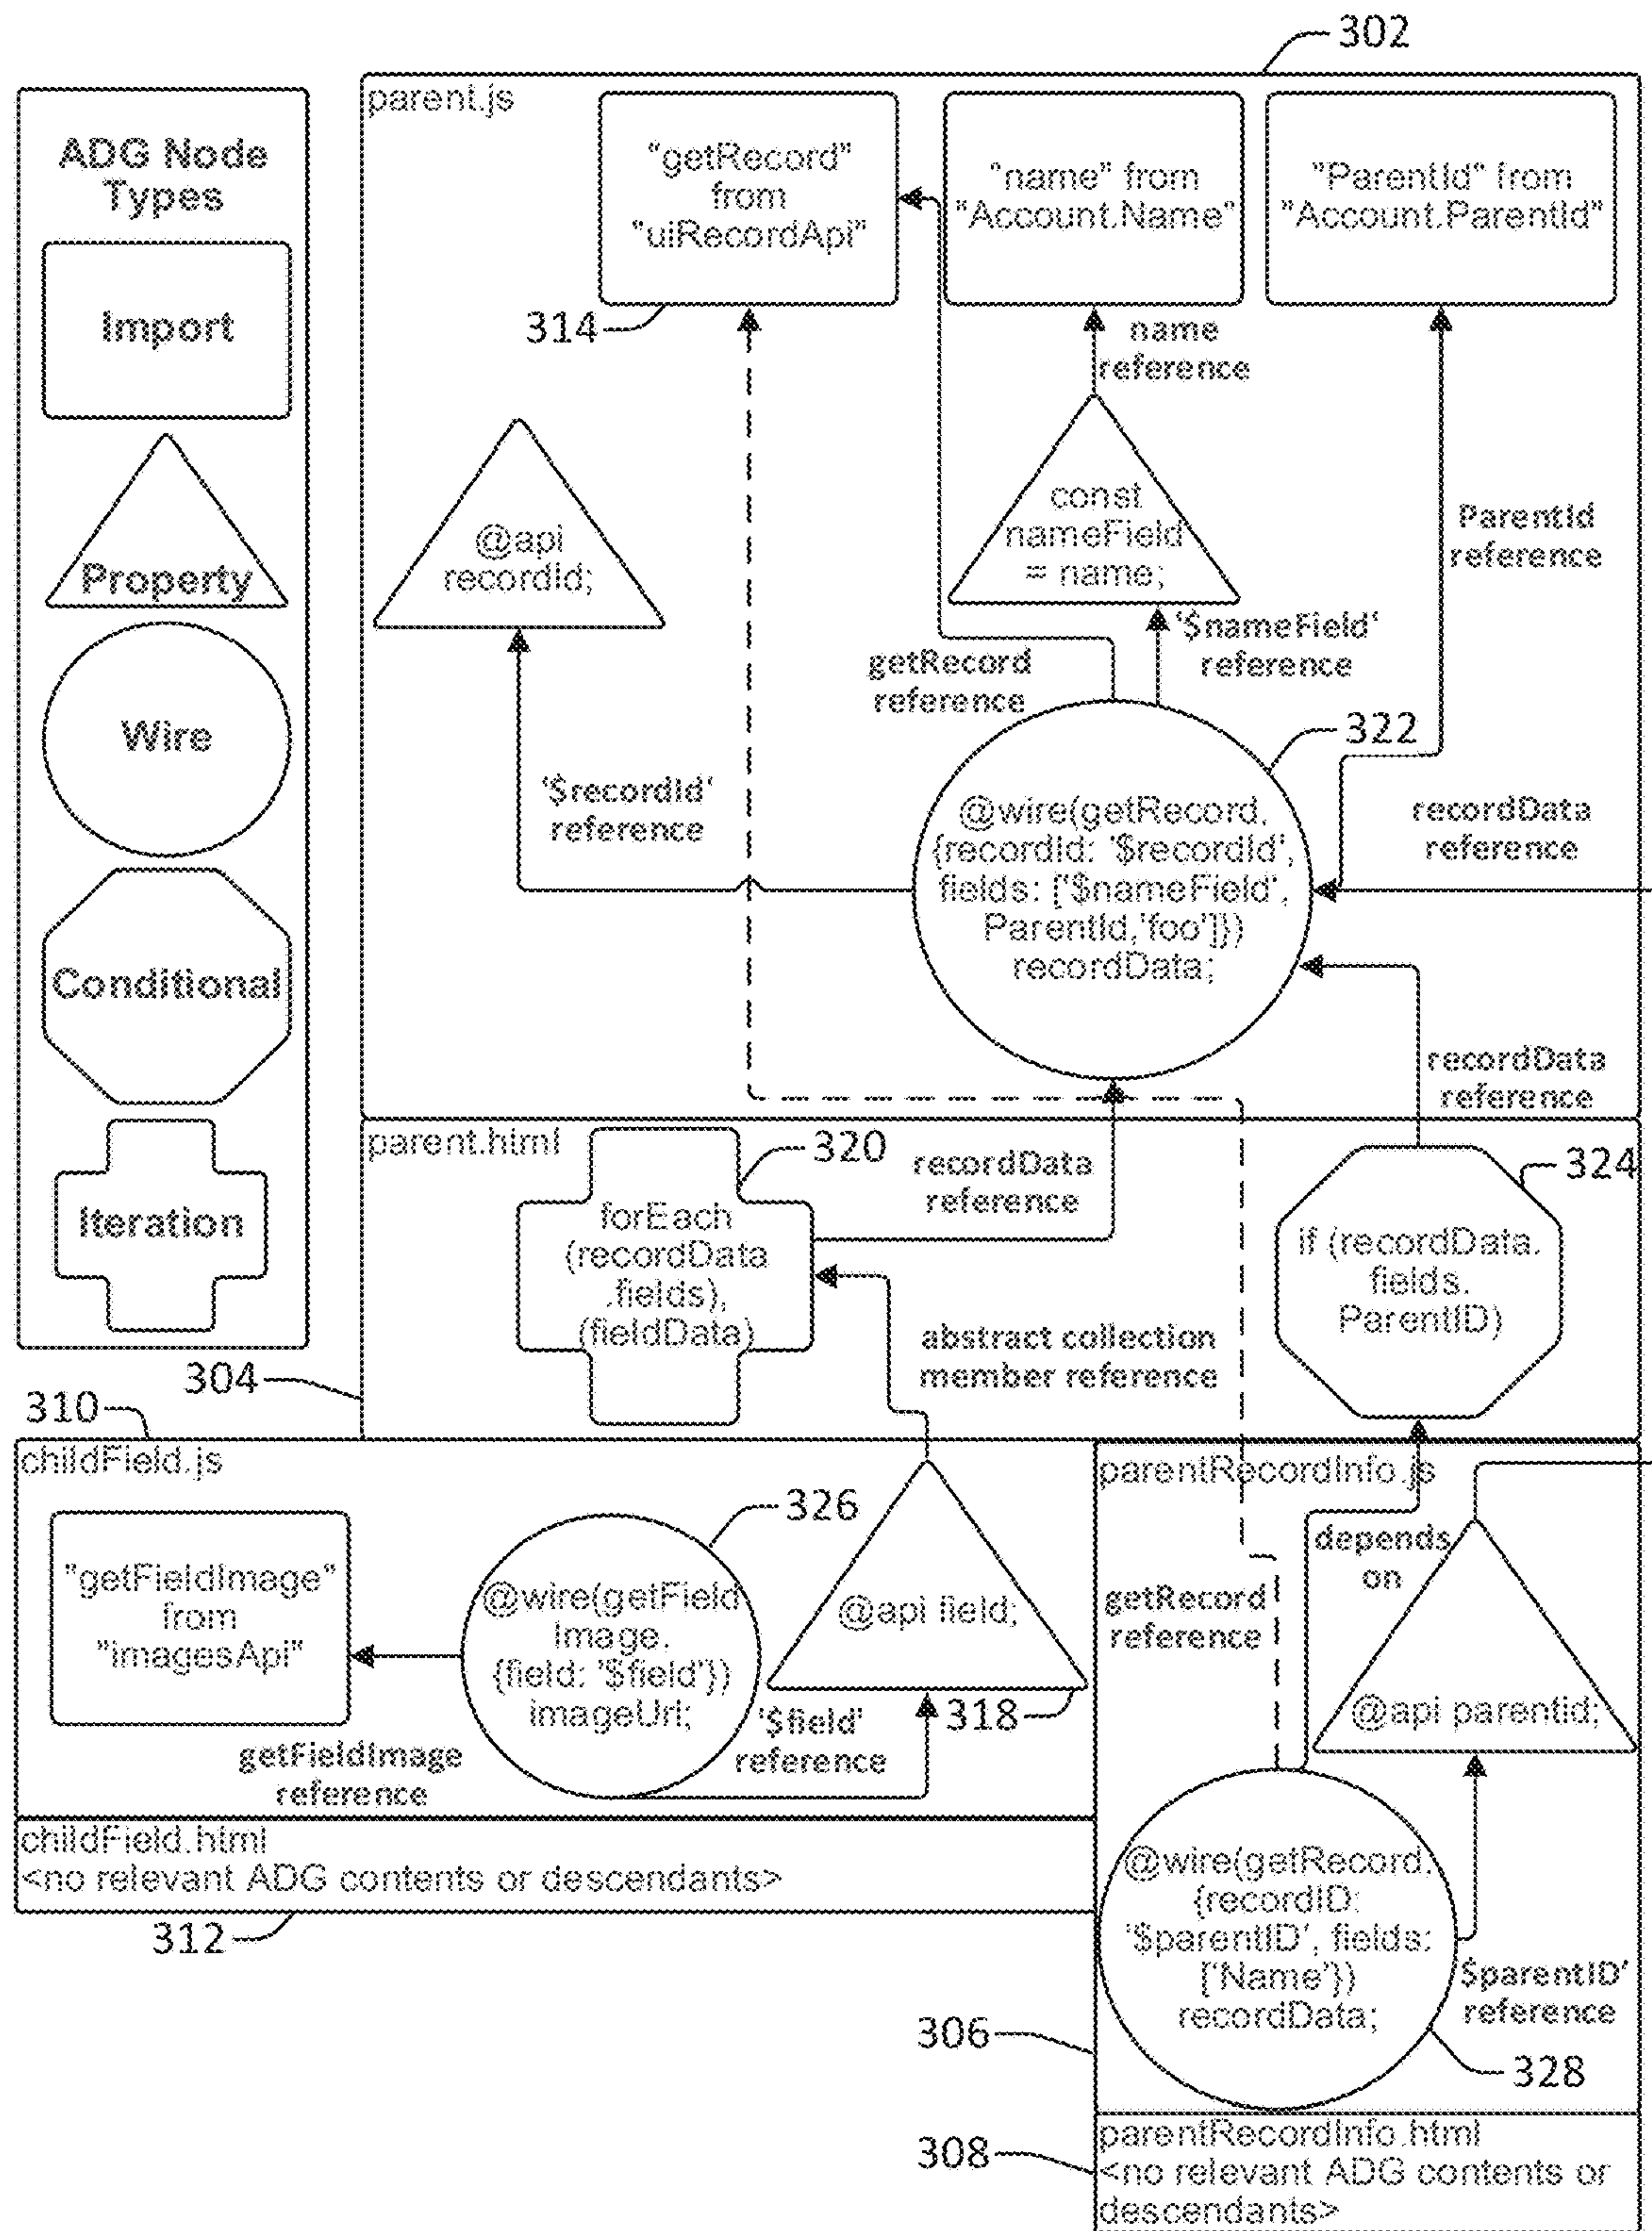 302
ADG Node
Types
Import
Property
Wire
Conditional
Iteration
parent.js
"getRecord"
from
"uiRecordApi"
"name" from
"Account.Name"
"ParentId" from
"Account.ParentId"
314
name
reference
@api
recordId;
const
nameField
= name;
ParentId
reference
'$nameField'
reference
getRecord
reference
322
'$recordId'
reference
@wire(getRecord,
{recordId: '$recordId',
fields: ['$nameField',
ParentId,'foo']})
recordData;
recordData
reference
recordData
reference
parent.html
320
recordData
reference
324
forEach
(recordData
.fields),
(fieldData)
if (recordData.
fields.
ParentID)
abstract collection
member reference
304
310
childField.js
"getFieldImage"
from
"imagesApi"
326
@wire(getField
Image,
{field: '$field'})
imageUrl;
@api field;
318
'$field'
reference
getFieldImage
reference
childField.html
<no relevant ADG contents or descendants>
312
parentRecordInfo.js
depends
on
getRecord
reference
@api parentid;
@wire(getRecord,
{recordID:
'$parentID', fields:
['Name'})
recordData;
$parentID'
reference
306
328
308
parentRecordInfo.html
<no relevant ADG contents or
descendants>